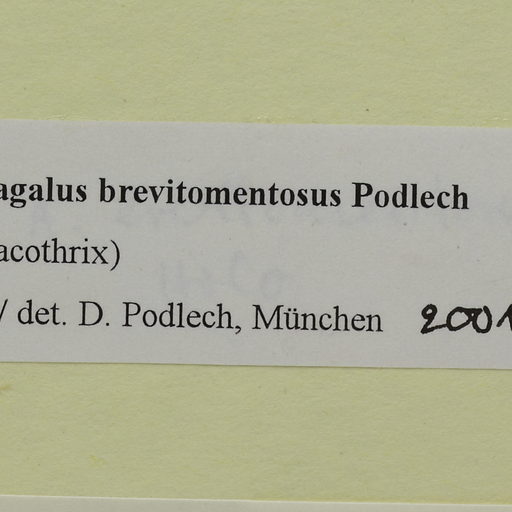 agalus brevitomentosus Podlech
acothrix)
/ det. D. Podlech, München 2001